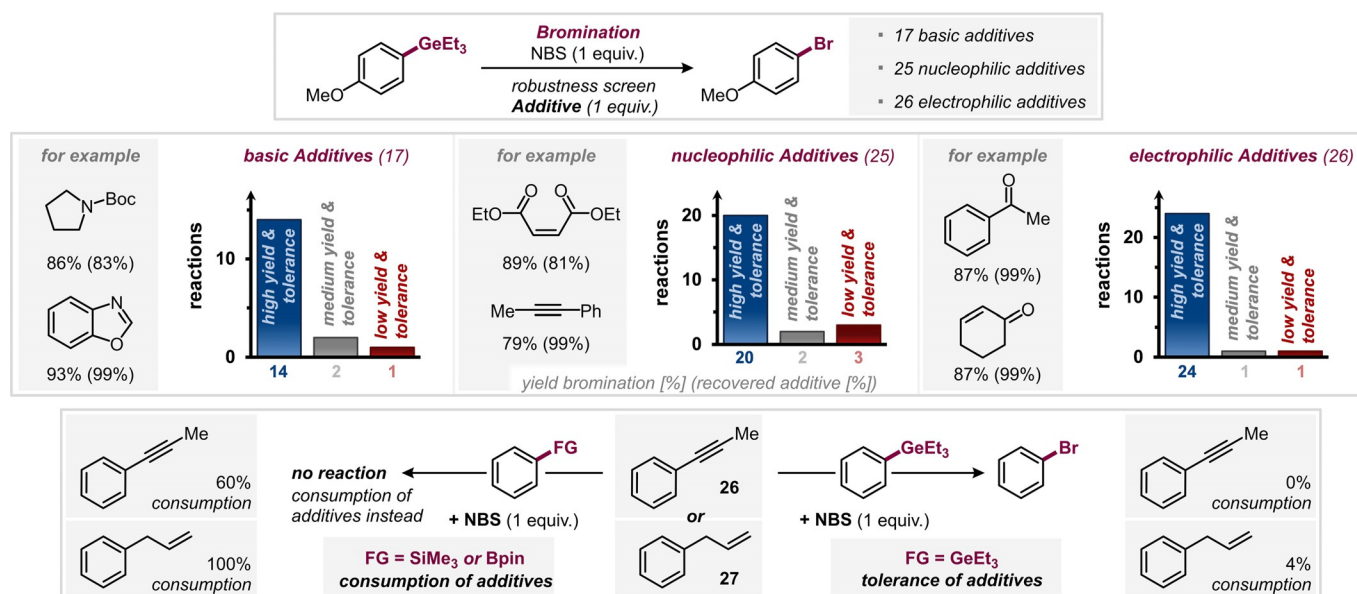 GeEt3
MeO
Bromination
NBS (1 equiv.)
robustness screen
Additive (1 equiv.)
Br
MeO
▪ 17 basic additives
▪ 25 nucleophilic additives
▪ 26 electrophilic additives
for example
N Boc
86% (83%)
N
O
93% (99%)
basic Additives (17)
reactions
10
0
high yield &
tolerance
medium yield &
tolerance
low yield &
tolerance
14
2
1
for example
O O
EtO OEt
89% (81%)
Me Ph
79% (99%)
nucleophilic Additives (25)
reactions
20
10
0
high yield &
tolerance
medium yield &
tolerance
low yield &
tolerance
20
2
3
yield bromination [%] (recovered additive [%])
for example
O
Me
87% (99%)
O
87% (99%)
electrophilic Additives (26)
reactions
20
10
0
high yield &
tolerance
medium yield &
tolerance
low yield &
tolerance
24
1
1
Me
60%
consumption
100%
consumption
no reaction
consumption of
additives instead
FG
+ NBS (1 equiv.)
FG = SiMe3 or Bpin
consumption of additives
Me
26
or
27
GeEt3
+ NBS (1 equiv.)
Br
FG = GeEt3
tolerance of additives
Me
0%
consumption
4%
consumption